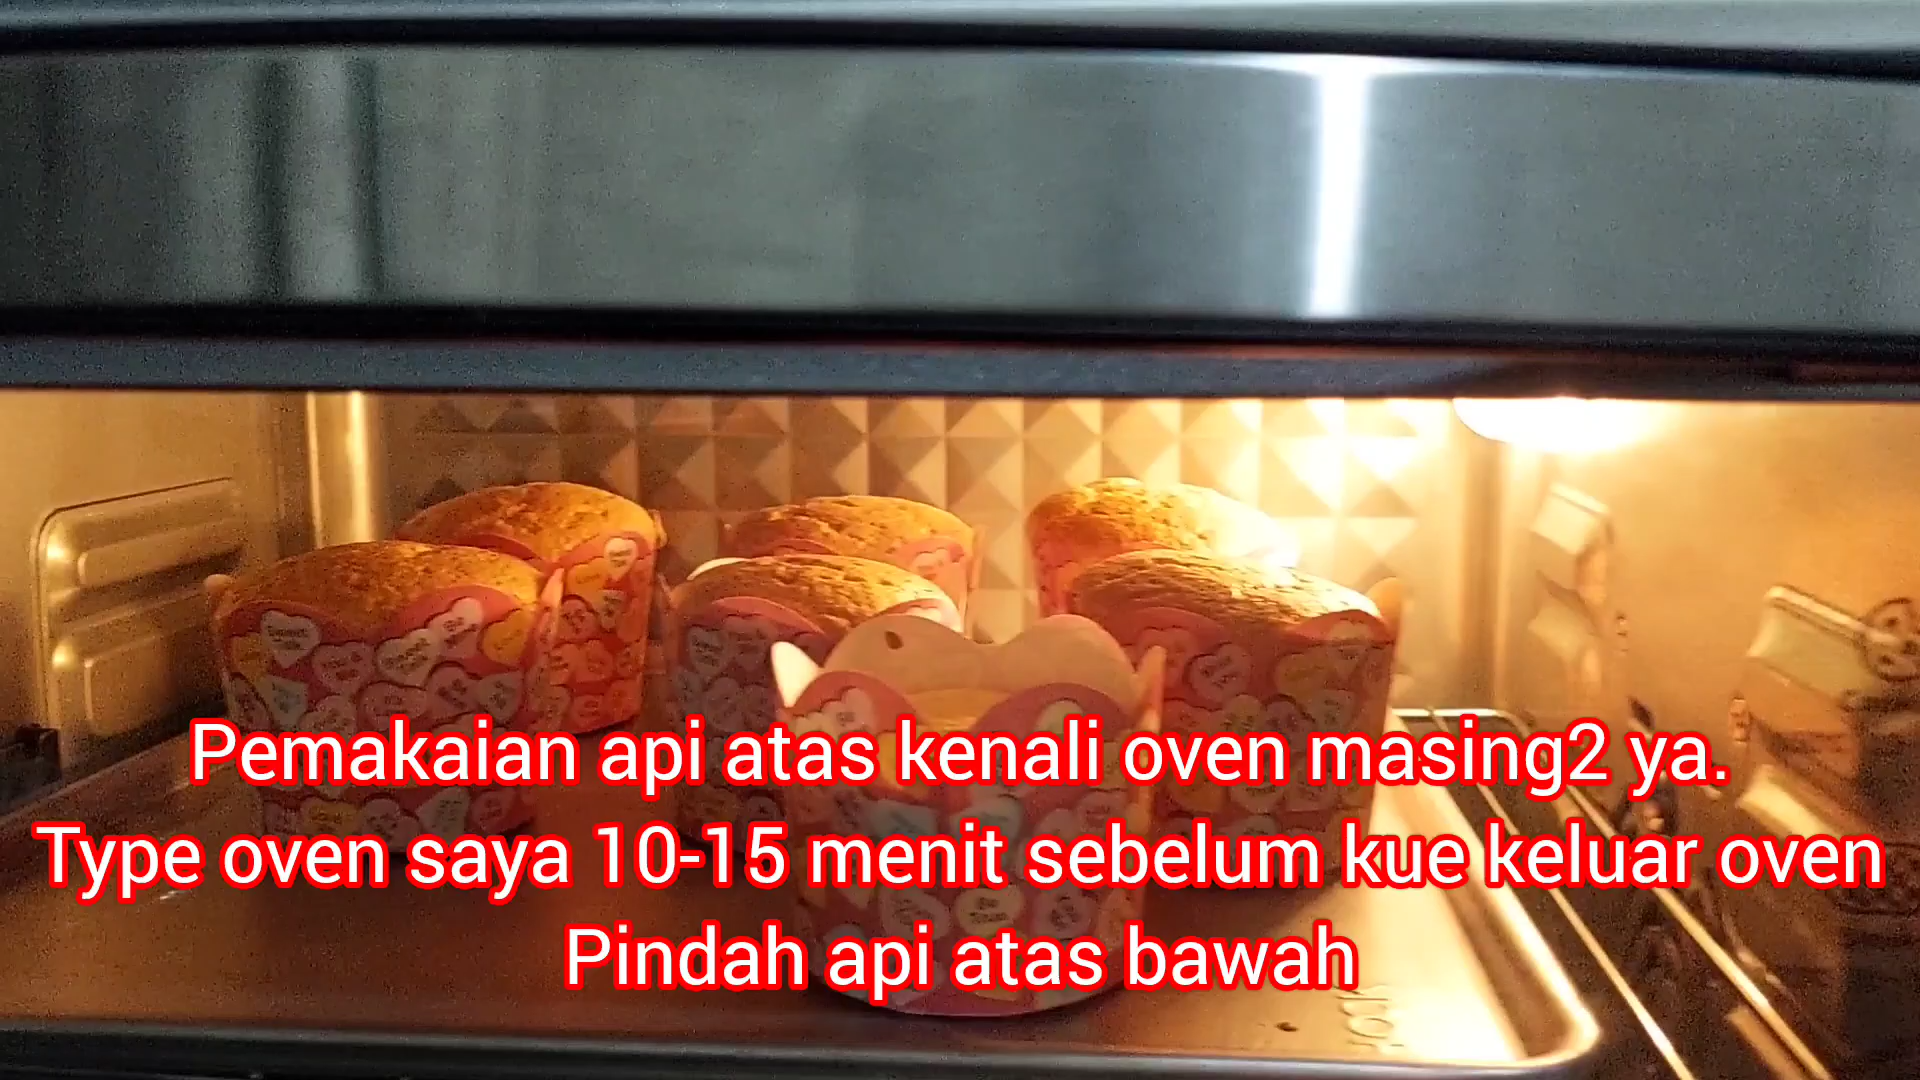 Pemakaian api atas kenali oven masing2 ya.
Type oven saya 10-15 menit sebelum kue keluar oven
Pindah api atas bawah